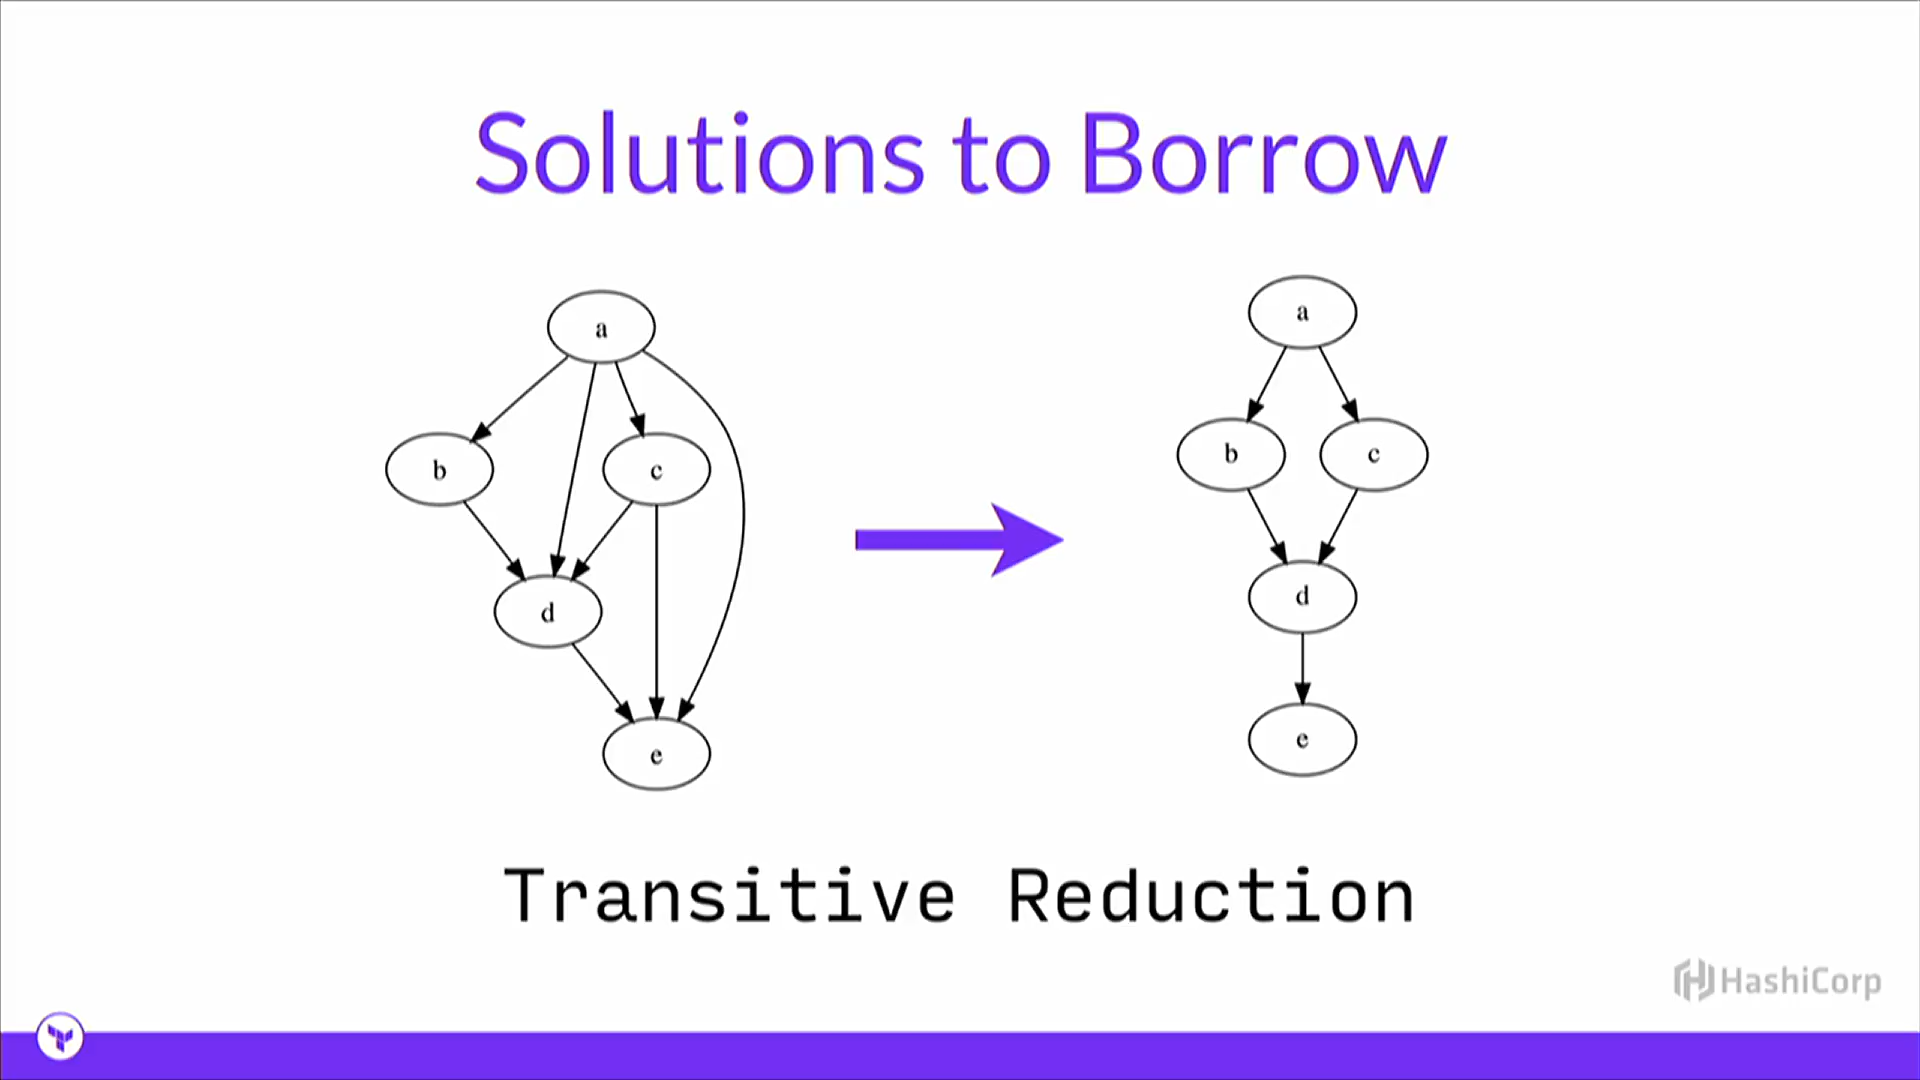 Solutions to Borrow
a
b
c
d
e
a
b
c
d
e
Transitive Reduction
HashiCorp